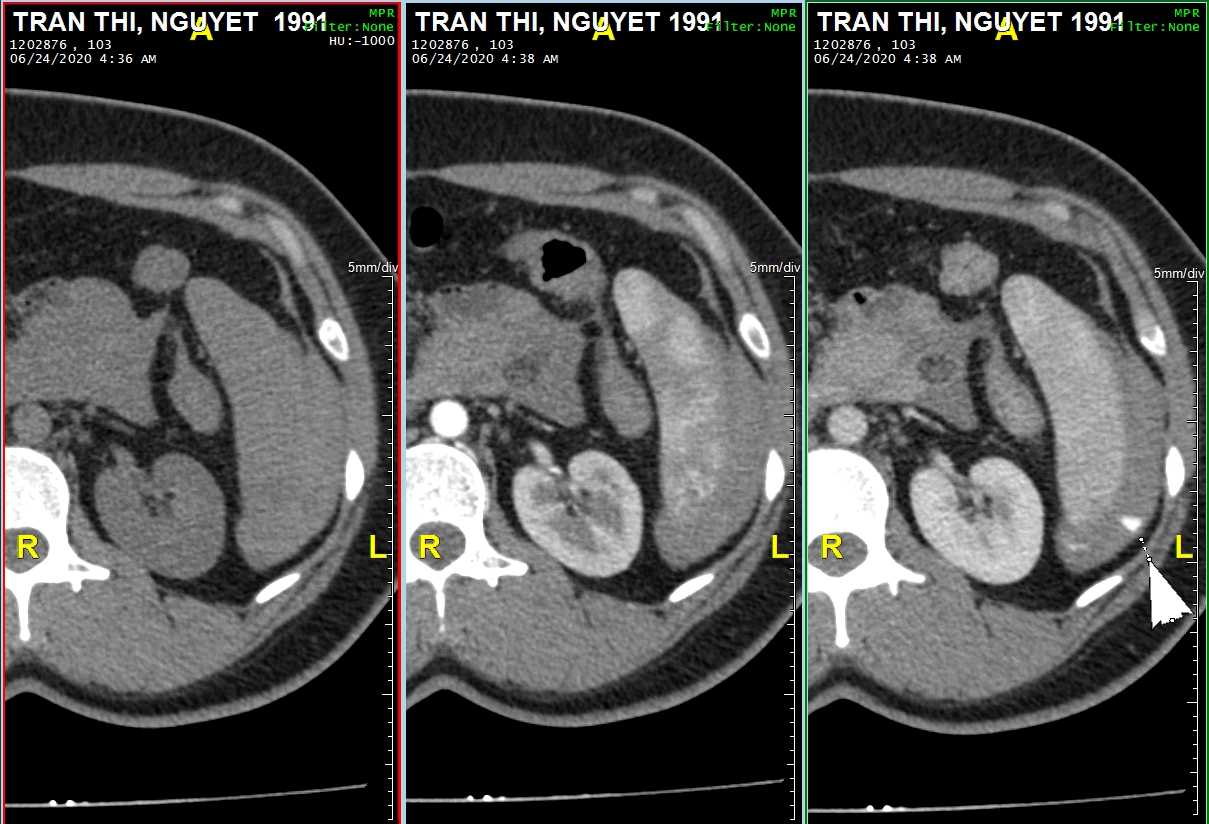 TRAN THI, NGUYET 1991
MPR
Filter:None
A
HU:-1000
1202876 , 103
06/24/2020 4:36 AM
5mm/div
R
L
TRAN THI, NGUYET 1991
MPR
Filter:None
A
1202876 , 103
06/24/2020 4:38 AM
5mm/div
R
L
TRAN THI, NGUYET 1991
MPR
Filter:None
A
1202876 , 103
06/24/2020 4:38 AM
5mm/div
R
L